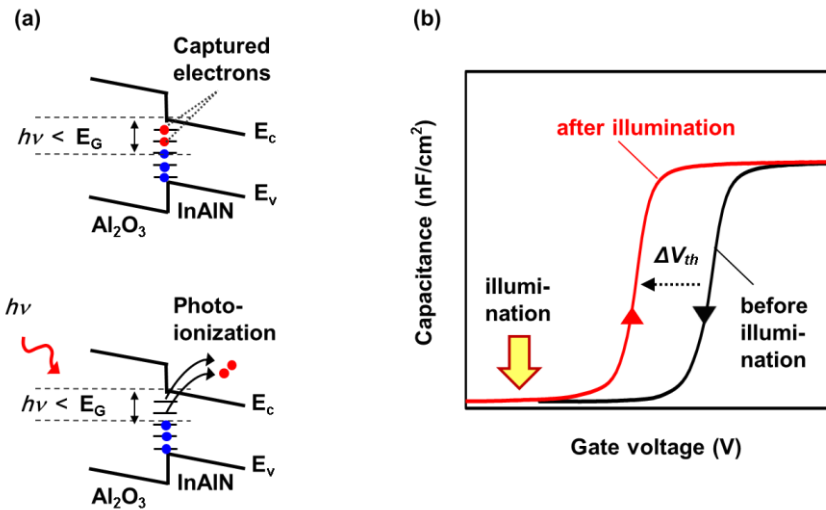 (a)
Captured
electrons
hν < E_G
E_c
E_v
InAlN
Al₂O₃
hν
Photo-
ionization
hν < E_G
E_c
E_v
InAlN
Al₂O₃
(b)
Capacitance (nF/cm²)
after illumination
ΔV_th
illumi-
nation
before
illumi-
nation
Gate voltage (V)